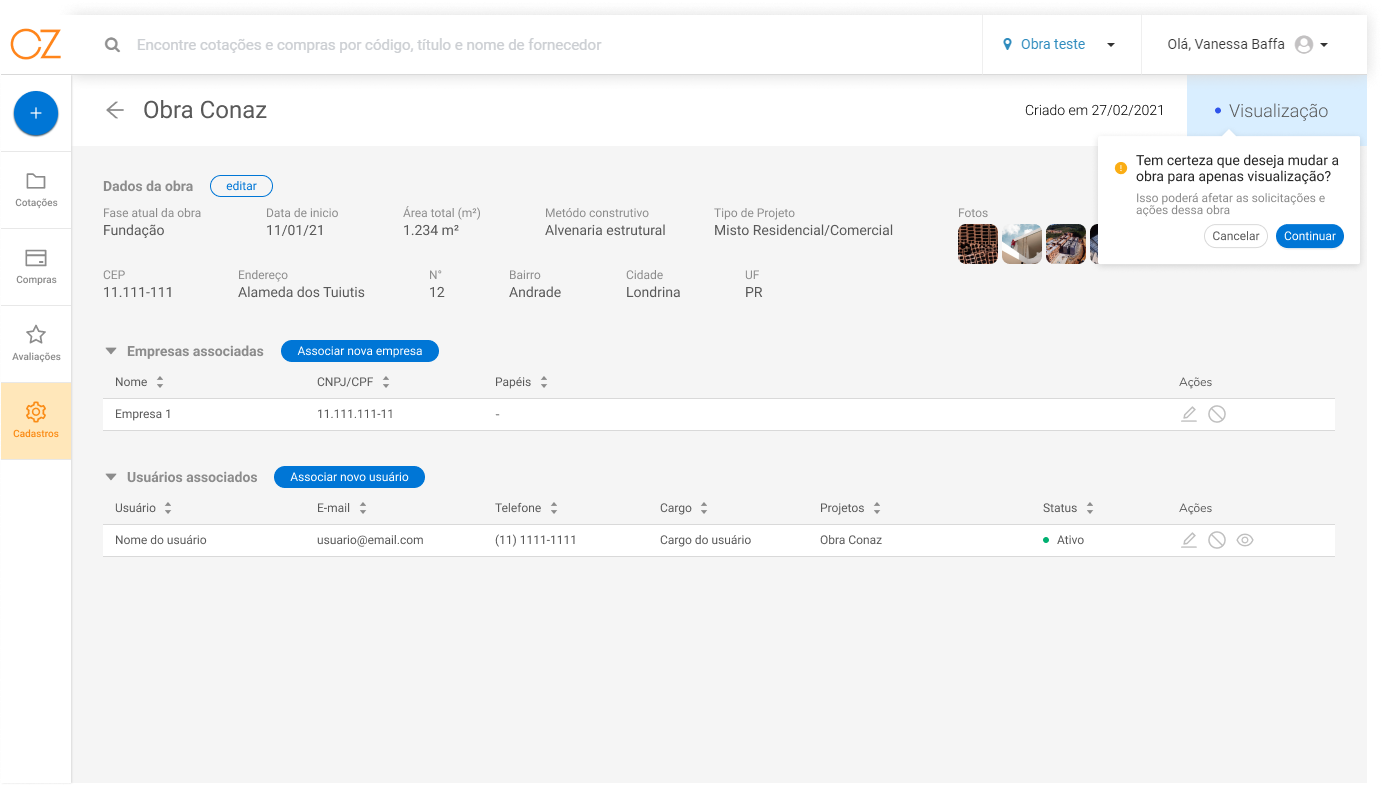 CZ
Encontre cotações e compras por código, título e nome de fornecedor
Obra teste
Olá, Vanessa Baffa
Obra Conaz
Criado em 27/02/2021
Visualização
Tem certeza que deseja mudar a
obra para apenas visualização?
Isso poderá afetar as solicitações e
ações dessa obra
Cancelar
Continuar
Cotações
Compras
Avaliações
Cadastros
Dados da obra
editar
Fase atual da obra
Fundação
Data de inicio
11/01/21
Área total (m²)
1.234 m²
Metódo construtivo
Alvenaria estrutural
Tipo de Projeto
Misto Residencial/Comercial
Fotos
CEP
11.111-111
Endereço
Alameda dos Tuiutis
N°
12
Bairro
Andrade
Cidade
Londrina
UF
PR
Empresas associadas
Associar nova empresa
Nome CNPJ/CPF Papéis Ações
Empresa 1 11.111.111-11 -
Usuários associados
Associar novo usuário
Usuário E-mail Telefone Cargo Projetos Status Ações
Nome do usuário usuario@email.com (11) 1111-1111 Cargo do usuário Obra Conaz Ativo